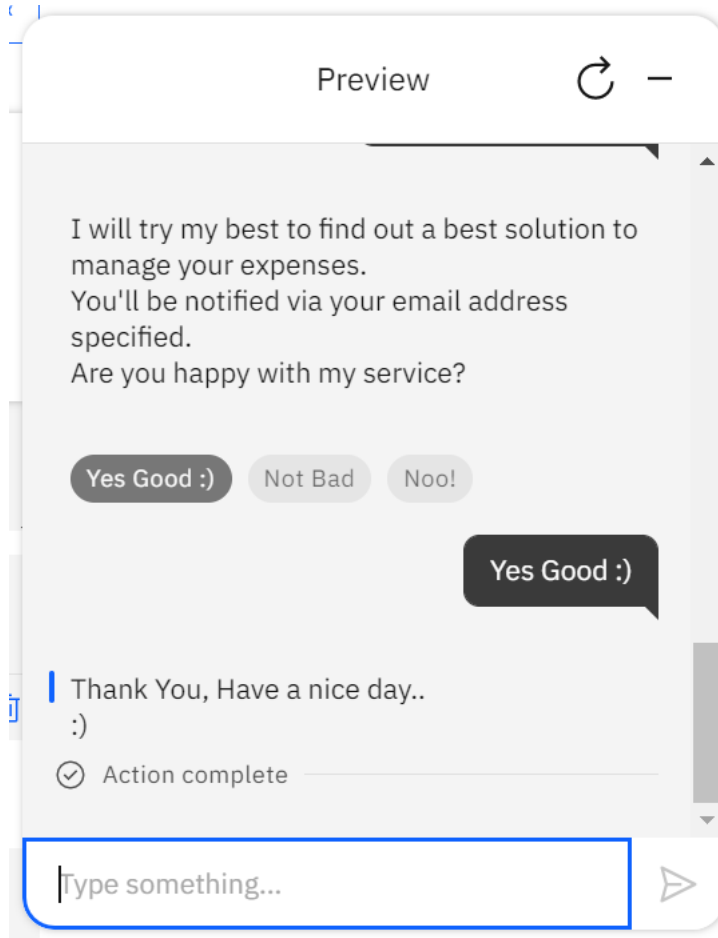 Preview
I will try my best to find out a best solution to
manage your expenses.
You'll be notified via your email address
specified.
Are you happy with my service?
Yes Good :)
Not Bad
Noo!
Yes Good :)
Thank You, Have a nice day..
:)
Action complete
Type something...